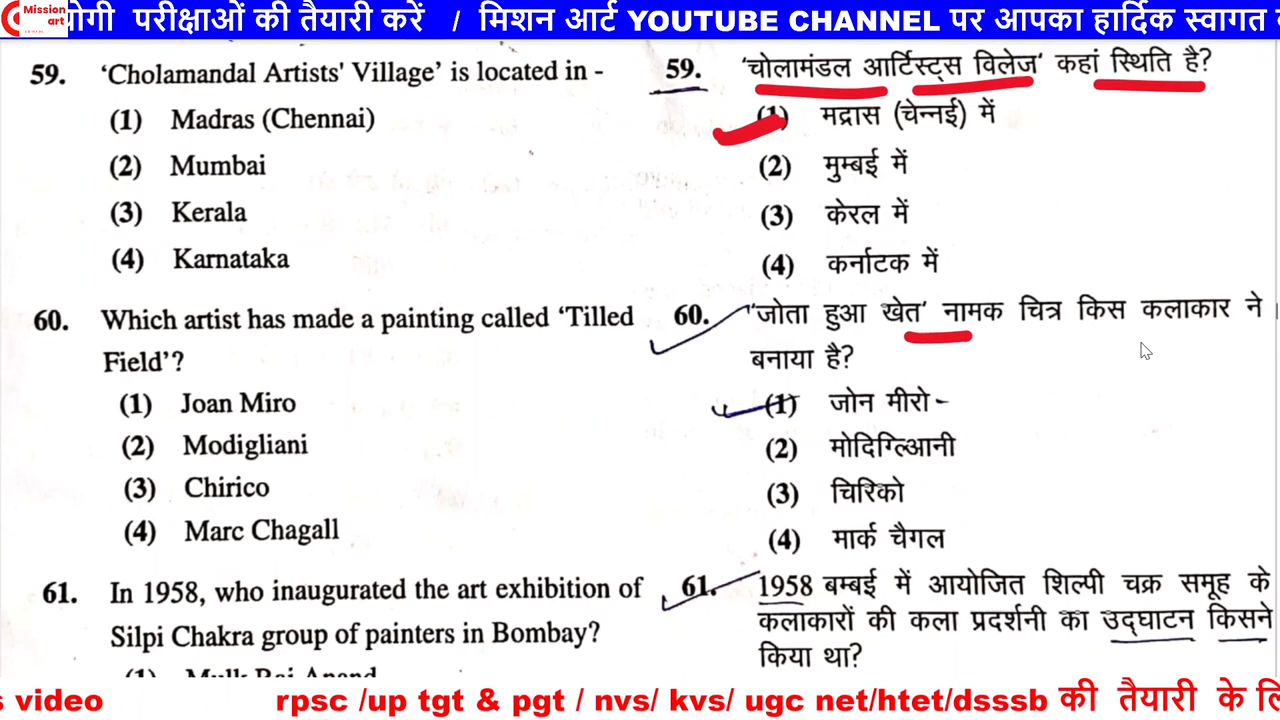 Mission
art
योगी परीक्षाओं की तैयारी करें / मिशन आर्ट YOUTUBE CHANNEL पर आपका हार्दिक स्वागत
59. ‘Cholamandal Artists' Village’ is located in -
(1) Madras (Chennai)
(2) Mumbai
(3) Kerala
(4) Karnataka
60. Which artist has made a painting called ‘Tilled
Field’?
(1) Joan Miro
(2) Modigliani
(3) Chirico
(4) Marc Chagall
61. In 1958, who inaugurated the art exhibition of
Silpi Chakra group of painters in Bombay?
59. ‘चोलामंडल आर्टिस्ट्स विलेज’ कहां स्थिति है?
(1) मद्रास (चेन्नई) में
(2) मुम्बई में
(3) केरल में
(4) कर्नाटक में
60. ‘जोता हुआ खेत’ नामक चित्र किस कलाकार ने
बनाया है?
(1) जोन मीरो
(2) मोदिग्लिआनी
(3) चिरिको
(4) मार्क चैगल
61. 1958 बम्बई में आयोजित शिल्पी चक्र समूह के
कलाकारों की कला प्रदर्शनी का उद्घाटन किसने
किया था?
s video rpsc /up tgt & pgt / nvs/ kvs/ ugc net/htet/dsssb की तैयारी के